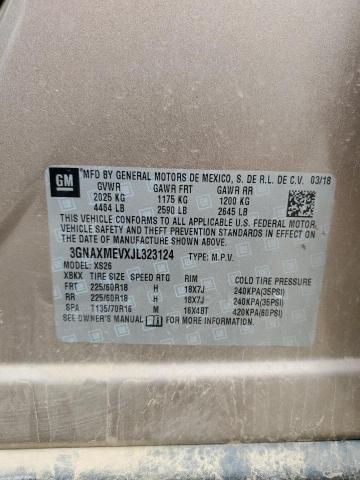 GM
MFD BY GENERAL MOTORS DE MEXICO, S. DE R.L. DE C.V. 03/18
GVWR GAWR FRT GAWR RR
2025 KG 1175 KG 1200 KG
4464 LB 2590 LB 2645 LB
THIS VEHICLE CONFORMS TO ALL APPLICABLE U.S. FEDERAL MOTOR
VEHICLE SAFETY AND THEFT PREVENTION STANDARDS IN EFFECT
ON THE DATE OF MANUFACTURE SHOWN ABOVE.
3GNAXMEVXJL323124 TYPE: M.P.V.
MODEL: XS26
XBKX TIRE SIZE SPEED RTG RIM COLD TIRE PRESSURE
FRT 225/60R18 H 18X7J 240KPA(35PSI)
RR 225/60R18 H 18X7J 240KPA(35PSI)
SPA T135/70R16 M 16X4BT 420KPA(60PSI)
SEE OWNER'S MANUAL FOR MORE INFORMATION